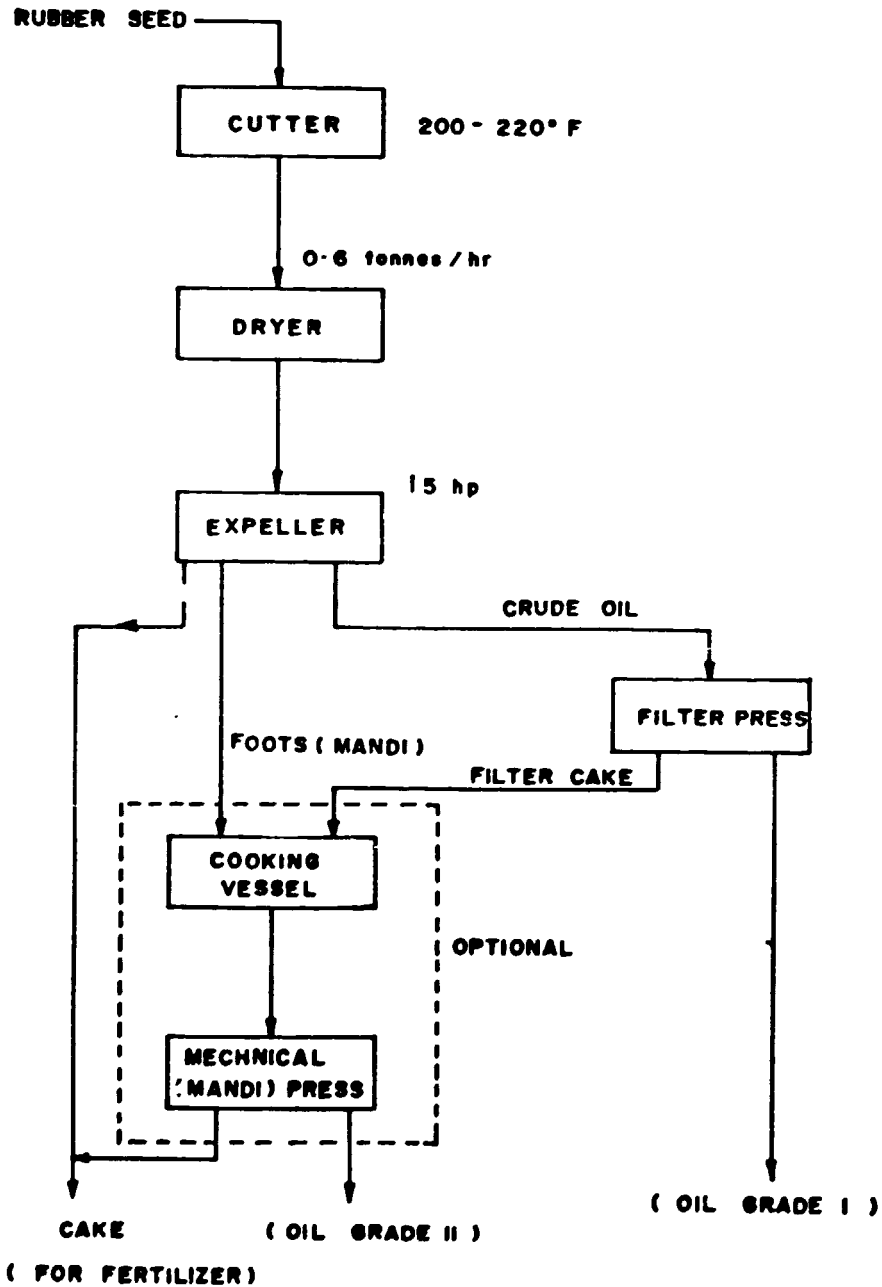 RUBBER SEED
CUTTER
200 - 220° F
0.6 tonnes/hr
DRYER
15 hp
EXPELLER
CRUDE OIL
FILTER PRESS
FOOTS (MANDI)
FILTER CAKE
COOKING
VESSEL
OPTIONAL
MECHNICAL
(MANDI) PRESS
( OIL GRADE I )
CAKE
( OIL GRADE II )
( FOR FERTILIZER)